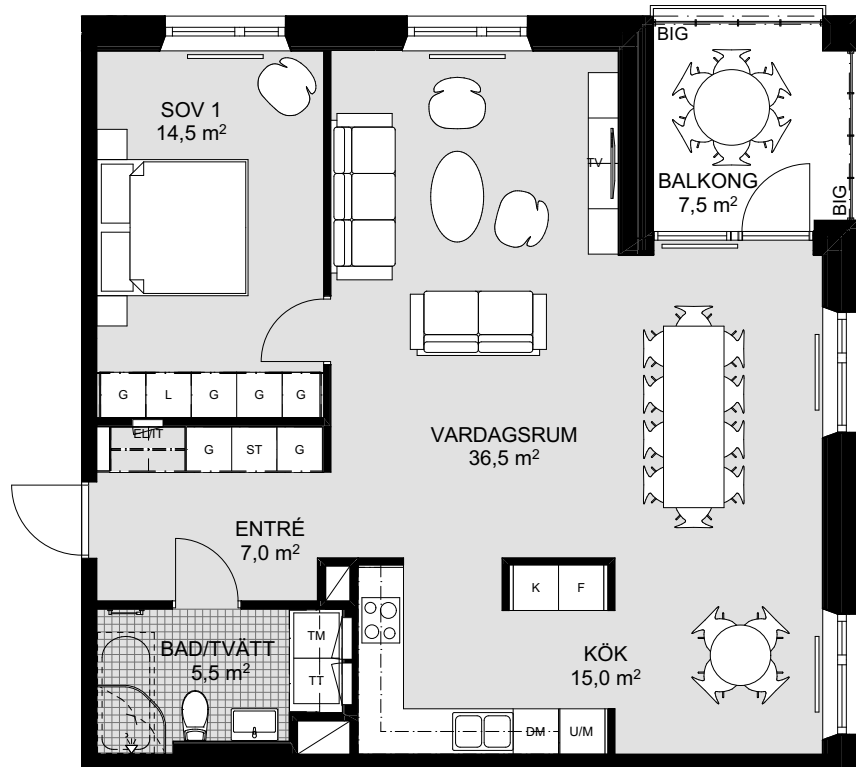 BIG
SOV 1
14,5 m²
TV
BALKONG
7,5 m²
BIG
G L G G G
EL/IT
G ST G
VARDAGSRUM
36,5 m²
ENTRÉ
7,0 m²
K F
TM
BAD/TVÄTT
5,5 m²
TT
KÖK
15,0 m²
DM U/M